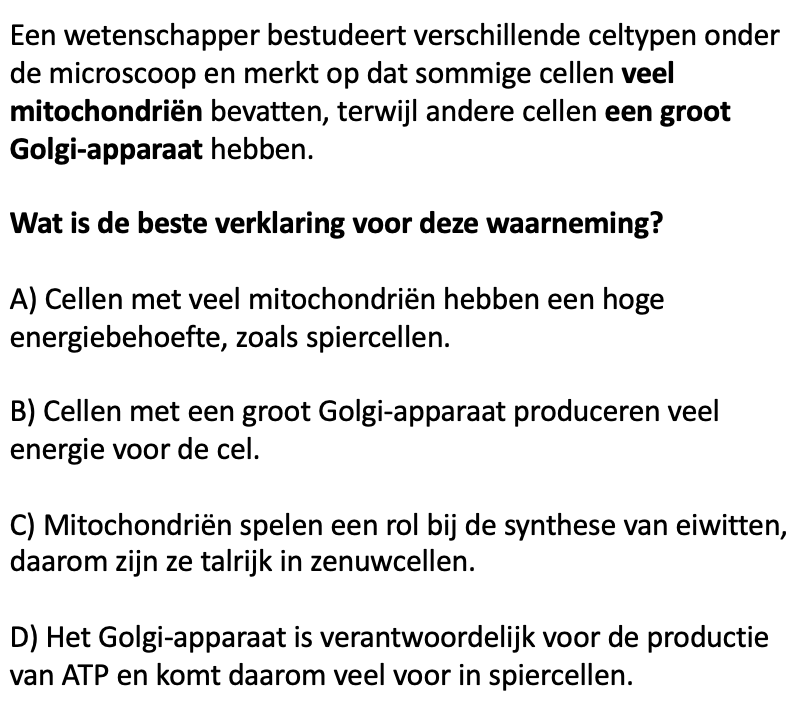 Een wetenschapper bestudeert verschillende celtypen onder
de microscoop en merkt op dat sommige cellen veel
mitochondriën bevatten, terwijl andere cellen een groot
Golgi-apparaat hebben.
Wat is de beste verklaring voor deze waarneming?
A) Cellen met veel mitochondriën hebben een hoge
energiebehoefte, zoals spiercellen.
B) Cellen met een groot Golgi-apparaat produceren veel
energie voor de cel.
C) Mitochondriën spelen een rol bij de synthese van eiwitten,
daarom zijn ze talrijk in zenuwcellen.
D) Het Golgi-apparaat is verantwoordelijk voor de productie
van ATP en komt daarom veel voor in spiercellen.